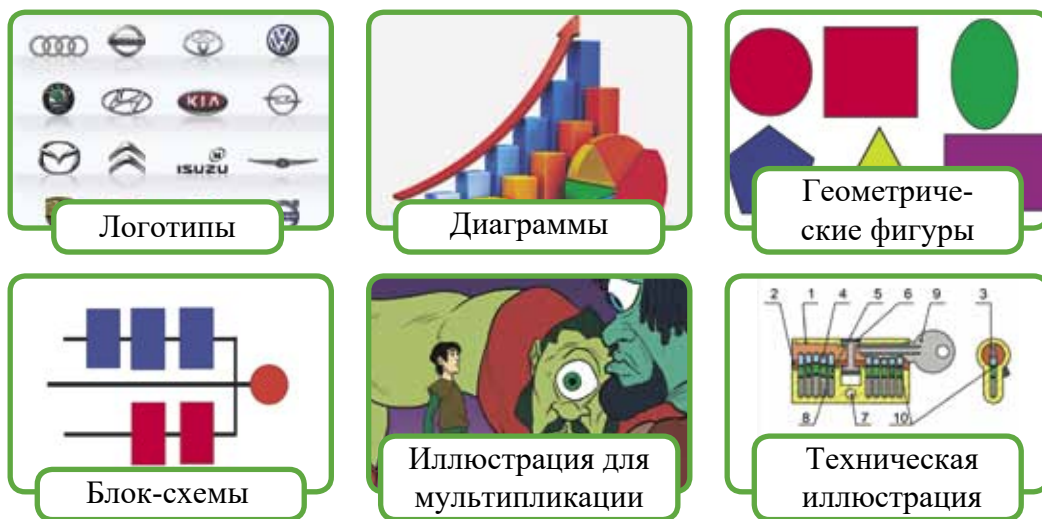 KIA
ISUZU
Логотипы
Диаграммы
Геометриче-
ские фигуры
Блок-схемы
Иллюстрация для
мультипликации
2 1 4 5 6 9 3
8 7 10
Техническая
иллюстрация